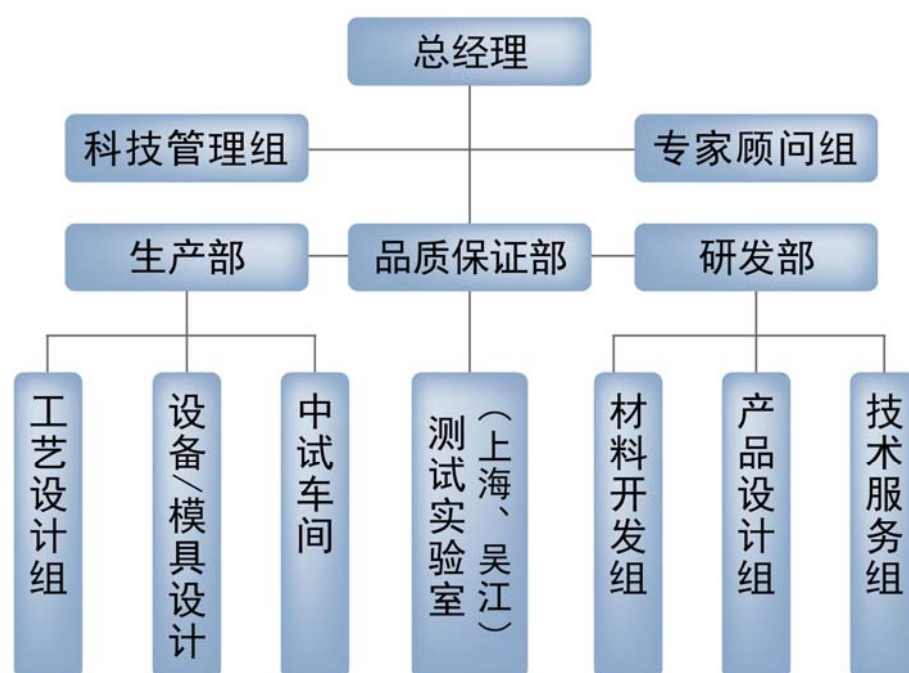 总经理
科技管理组
专家顾问组
生产部
品质保证部
研发部
工艺设计组
设备/模具设计
中试车间
测试实验室
（上海、吴江）
材料开发组
产品设计组
技术服务组